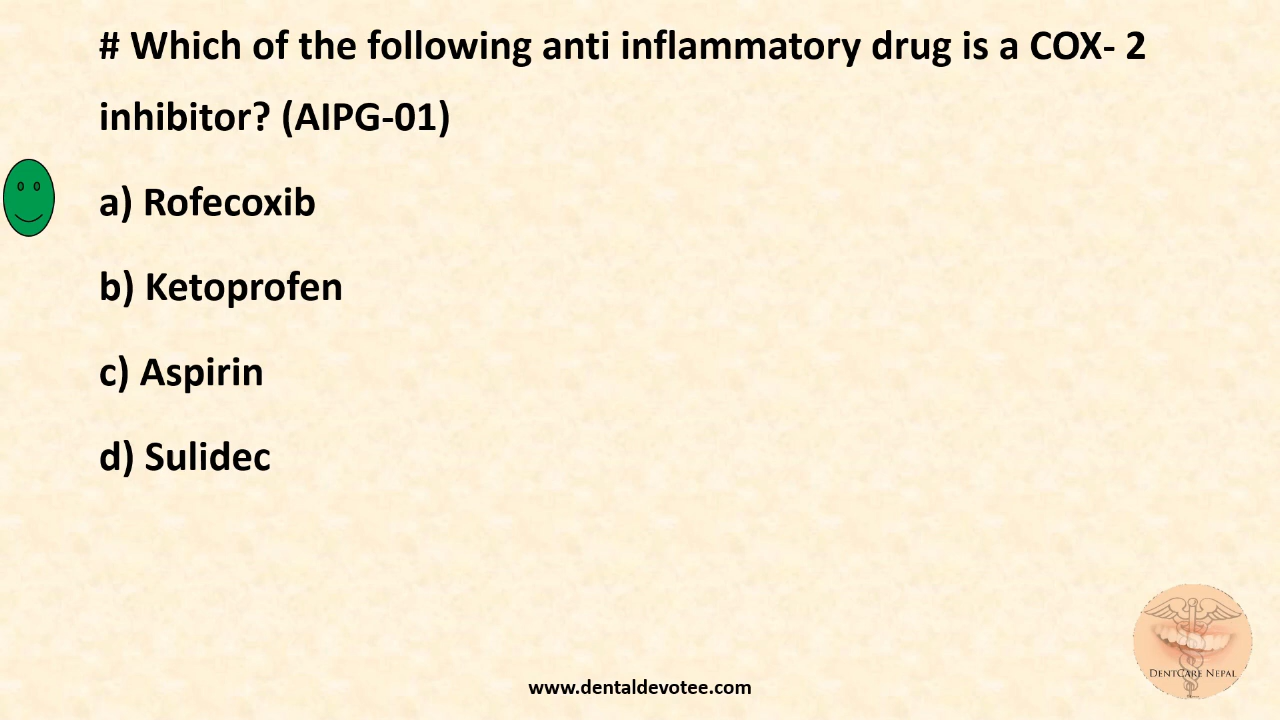 # Which of the following anti inflammatory drug is a COX- 2
inhibitor? (AIPG-01)
a) Rofecoxib
b) Ketoprofen
c) Aspirin
d) Sulidec
DentCare Nepal
www.dentaldevotee.com